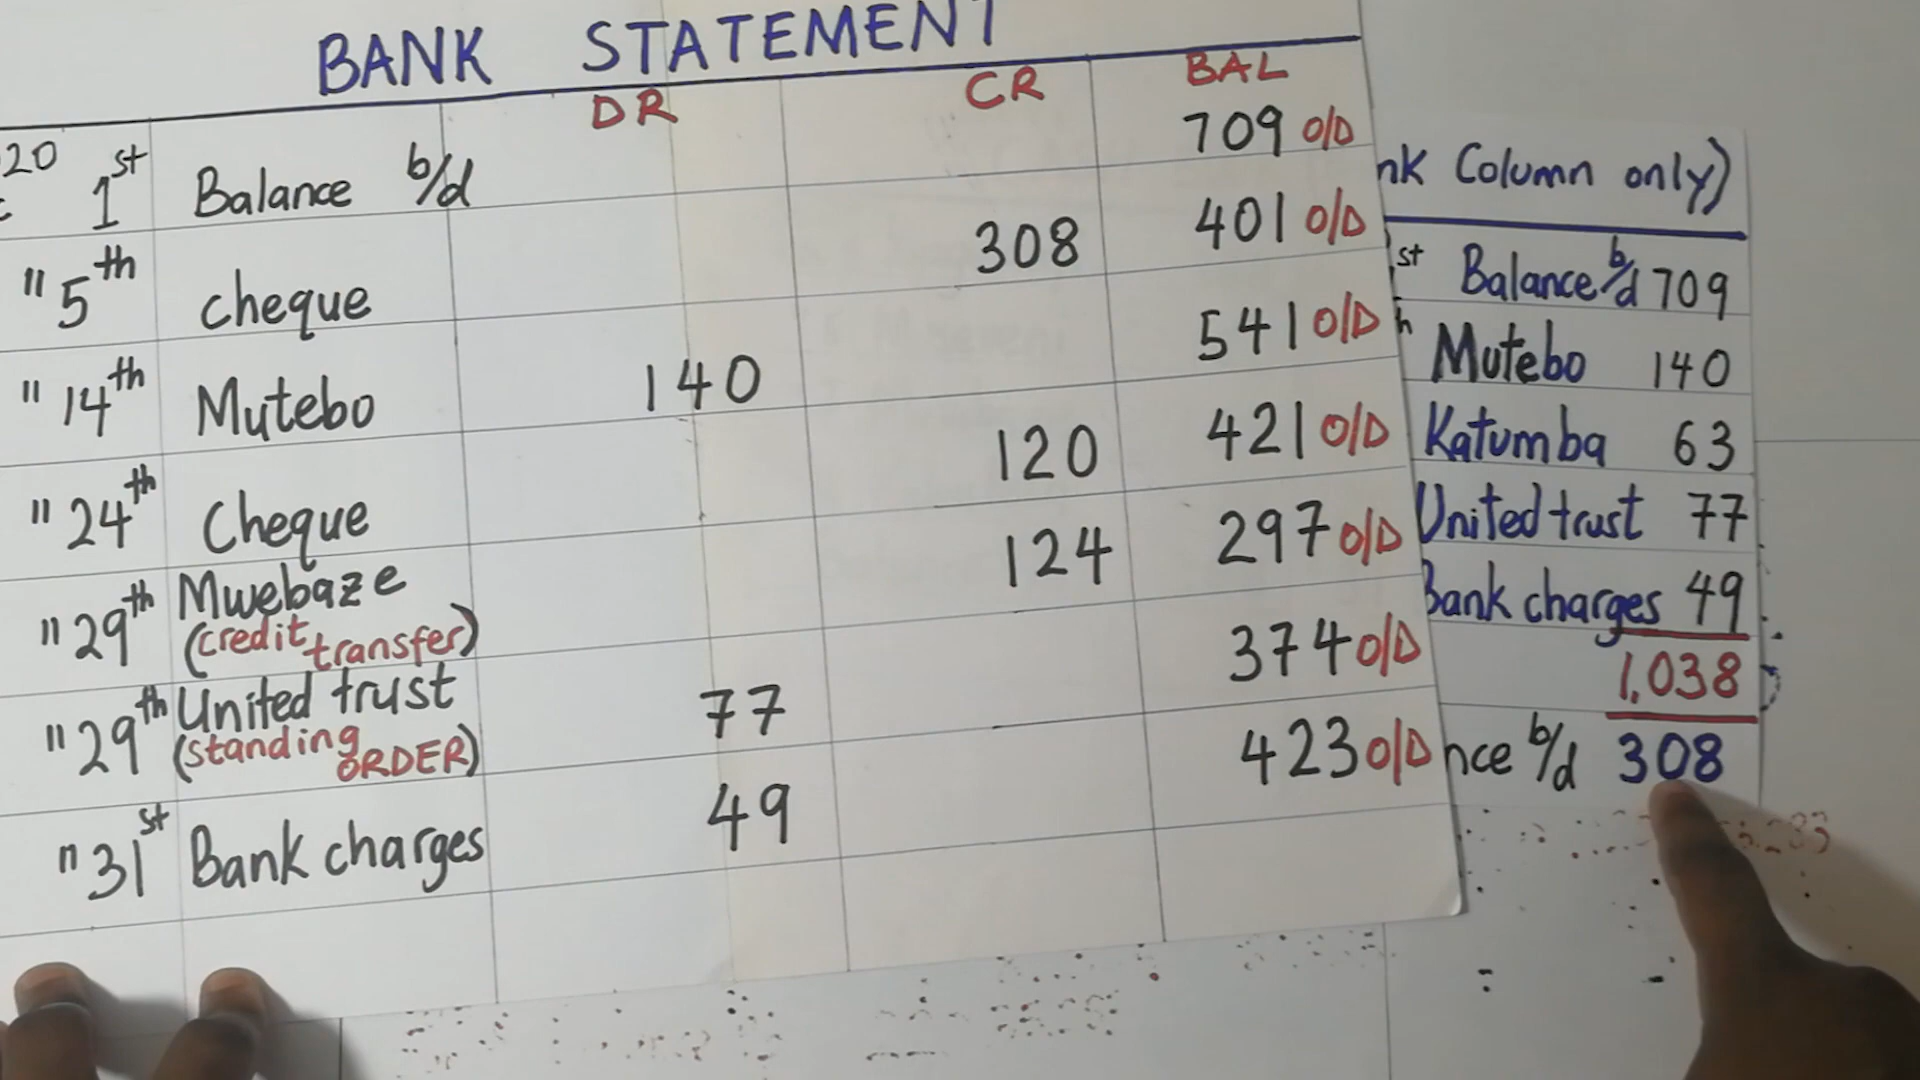 BANK STATEMENT
DR CR BAL
20 1st Balance b/d 709 O/D
"5th cheque 308 401 O/D
"14th Mutebo 140 541 O/D
"24th Cheque 120 421 O/D
"29th Mwebaze 124 297 O/D
(credit transfer)
"29th United trust 77 374 O/D
(standing ORDER)
"31st Bank charges 49 423 O/D
nk Column only)
st Balance b/d 709
h Mutebo 140
Katumba 63
United trust 77
Bank charges 49
1,038
nce b/d 308